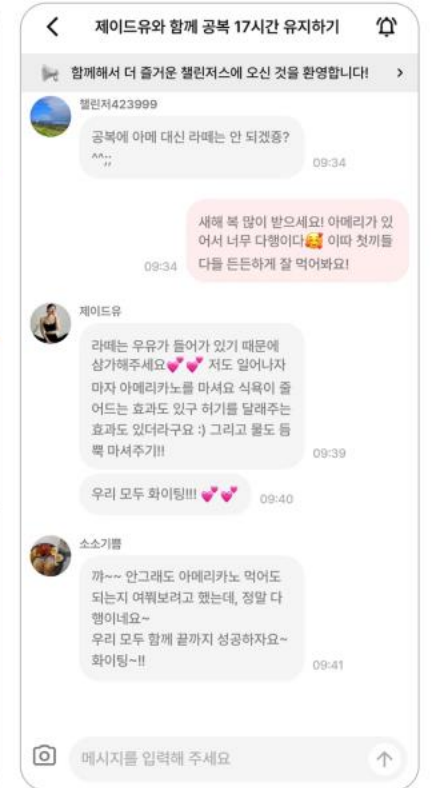 제이드유와 함께 공복 17시간 유지하기
함께해서 더 즐거운 챌린저스에 오신 것을 환영합니다!
챌린저423999
공복에 아메 대신 라떼는 안 되겠죵?
^^;;
09:34
새해 복 많이 받으세요! 아메리가 있
어서 너무 다행이다🥰 이따 첫끼들
다들 든든하게 잘 먹어봐요!
09:34
제이드유
라떼는 우유가 들어가 있기 때문에
삼가해주세요💕💕 저도 일어나자
마자 아메리카노를 마셔요 식욕이 줄
어드는 효과도 있구 허기를 달래주는
효과도 있더라구요 :) 그리고 물도 듬
뿍 마셔주기!!
09:39
우리 모두 화이팅!!! 💕💕
09:40
소소기쁨
꺄~~ 안그래도 아메리카노 먹어도
되는지 여쭤보려고 했는데, 정말 다
행이네요~
우리 모두 함께 끝까지 성공하자요~
화이팅~!!
09:41
메시지를 입력해 주세요